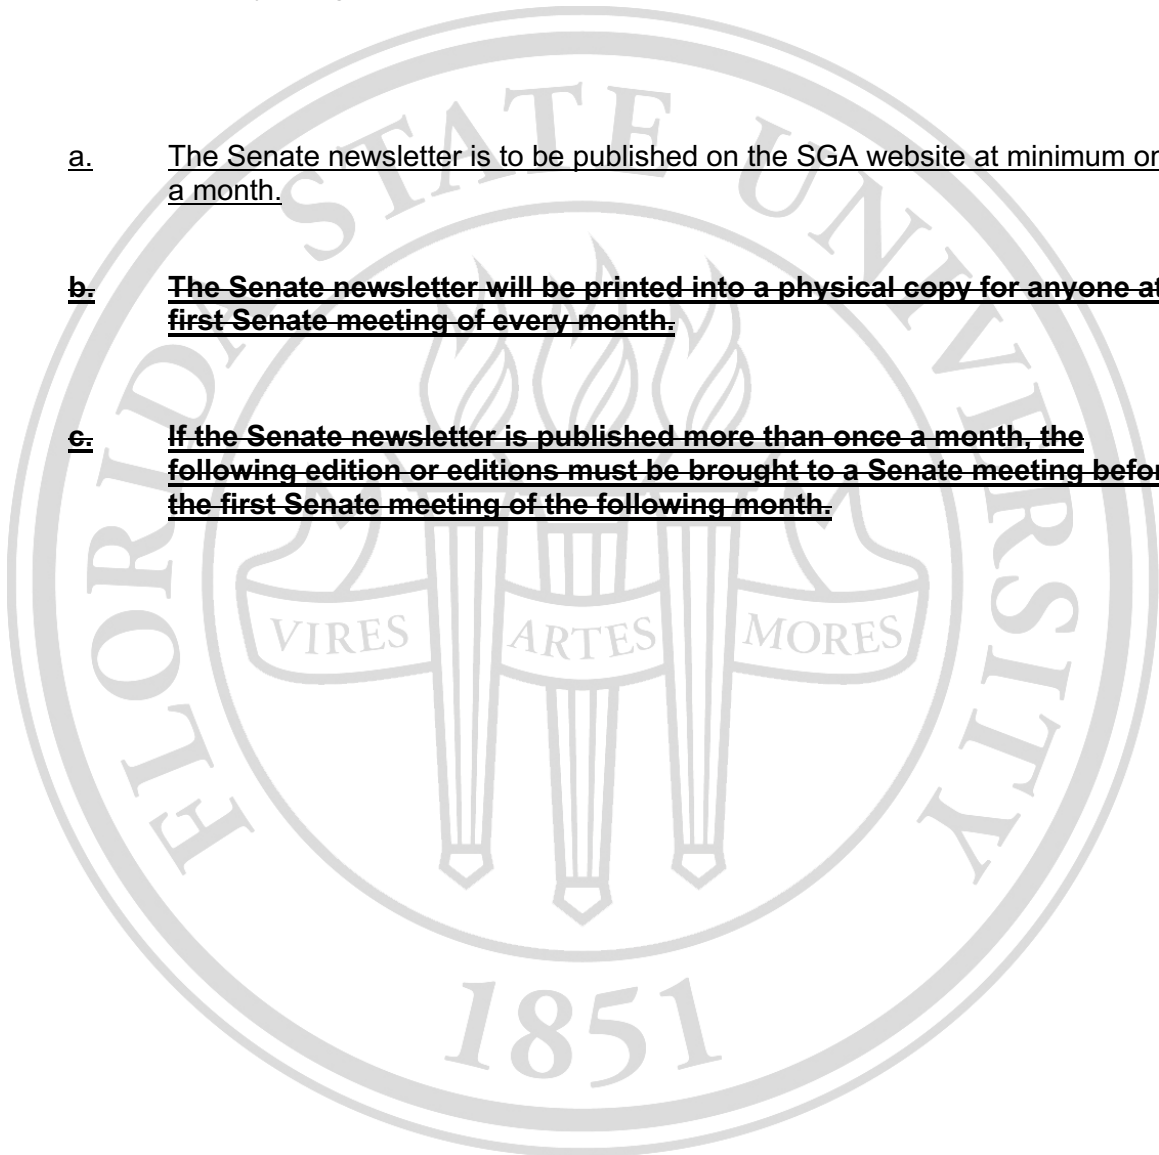 a. The Senate newsletter is to be published on the SGA website at minimum
a month.
b. The Senate newsletter will be printed into a physical copy for anyone at
first Senate meeting of every month.
c. If the Senate newsletter is published more than once a month, the
following edition or editions must be brought to a Senate meeting
the first Senate meeting of the following month.
FLORIDA STATE UNIVERSITY
VIRES ARTES MORES
1851